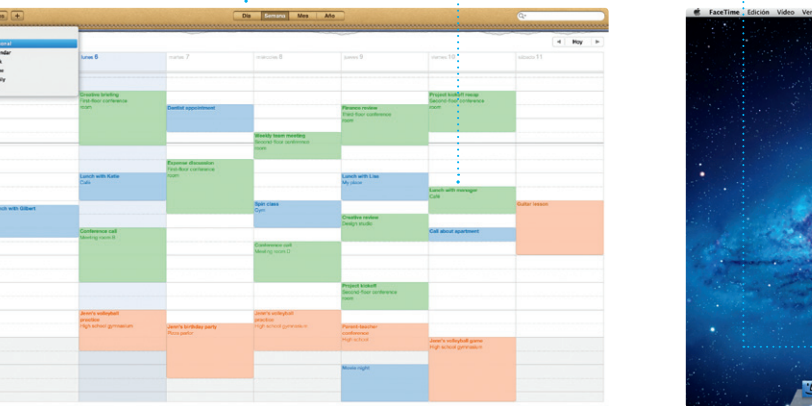 Día Semana Mes Año
Hoy
lunes 6
martes 7
miércoles 8
jueves 9
viernes 10
sábado 11
Creative briefing
First-floor conference
room
Dentist appointment
Weekly team meeting
Second floor conference
room
Finance review
Third-floor conference
room
Project kickoff recap
Second floor conference
room
Expense discussion
First-floor conference
room
Lunch with Katie
Cafe
Lunch with Lisa
My place
Lunch with manager
Café
Guitar lesson
with Gilbert
Spin class
Gym
Creative review
Design studio
Conference call
Meeting room
Call about apartment
Conference call
Meeting room
Project kickoff
Second floor conference
room
Jenn's volleyball
practice
High school gymnasium
Jenn's birthday party
Jenn's volleyball
practice
High school gymnasium
Parent-teacher
conference
High school
Jenn's volleyball game
High school gymnasium
Music night
FaceTime Edición Vídeo